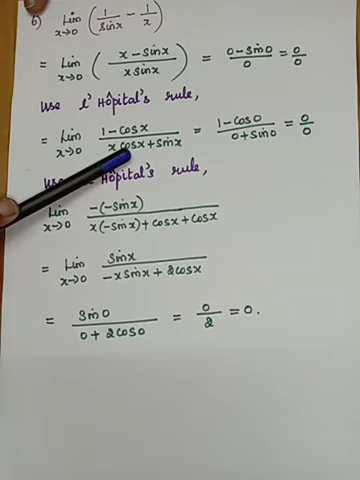 6) Lim x→0 (1/sinx − 1/x)
= Lim x→0 (x − sinx / x sinx) = 0 − sin0 / 0 = 0/0
Use l' Hôpital's rule,
= Lim x→0 1 − cosx / x cosx + sinx = 1 − cos0 / 0 + sin0 = 0/0
Hôpital's rule,
Lim x→0 −(−sinx) / x(−sinx) + cosx + cosx
= Lim x→0 sinx / −x sinx + 2cosx
= sin0 / 0 + 2cos0 = 0/2 = 0.